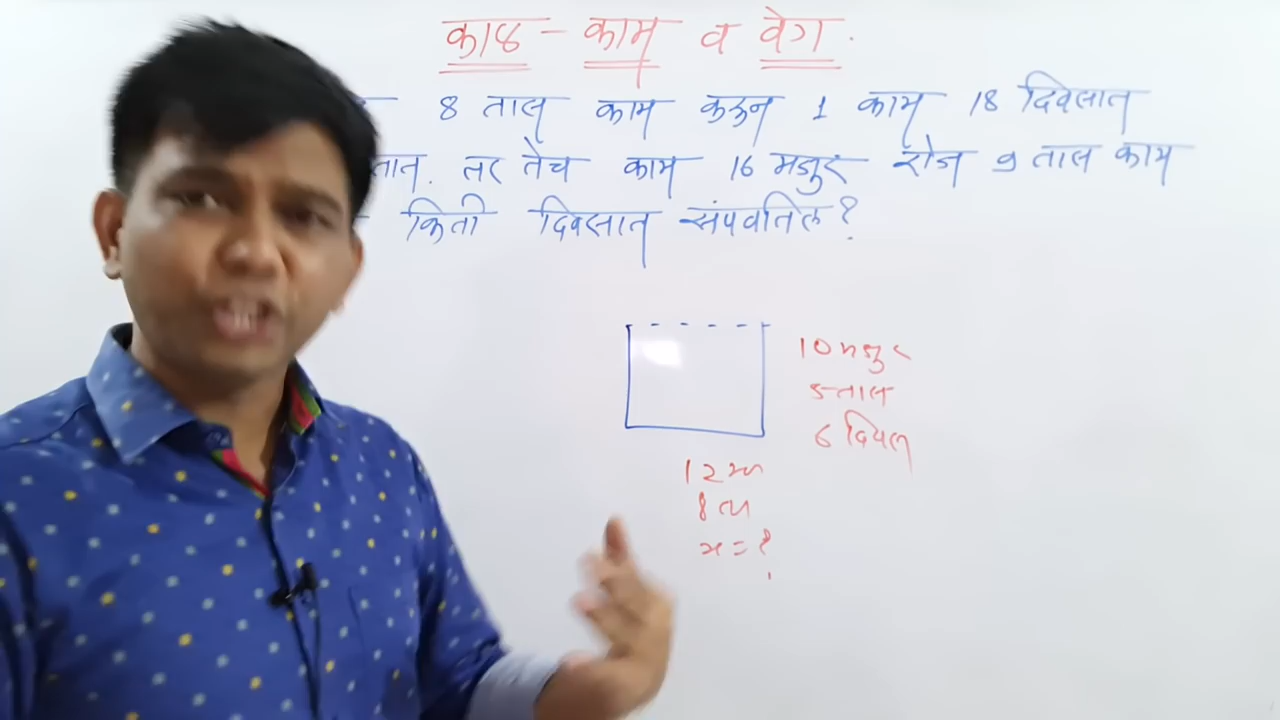 काळ - काम व वेग.
8 तास काम करून 1 काम 18 दिवसात
तात. तर तेच काम 16 मजुर रोज 9 तास काम
किती दिवसात संपवतिल?
10 मजुर
5 तास
6 दिवस
12 म
8 ता
x = ?